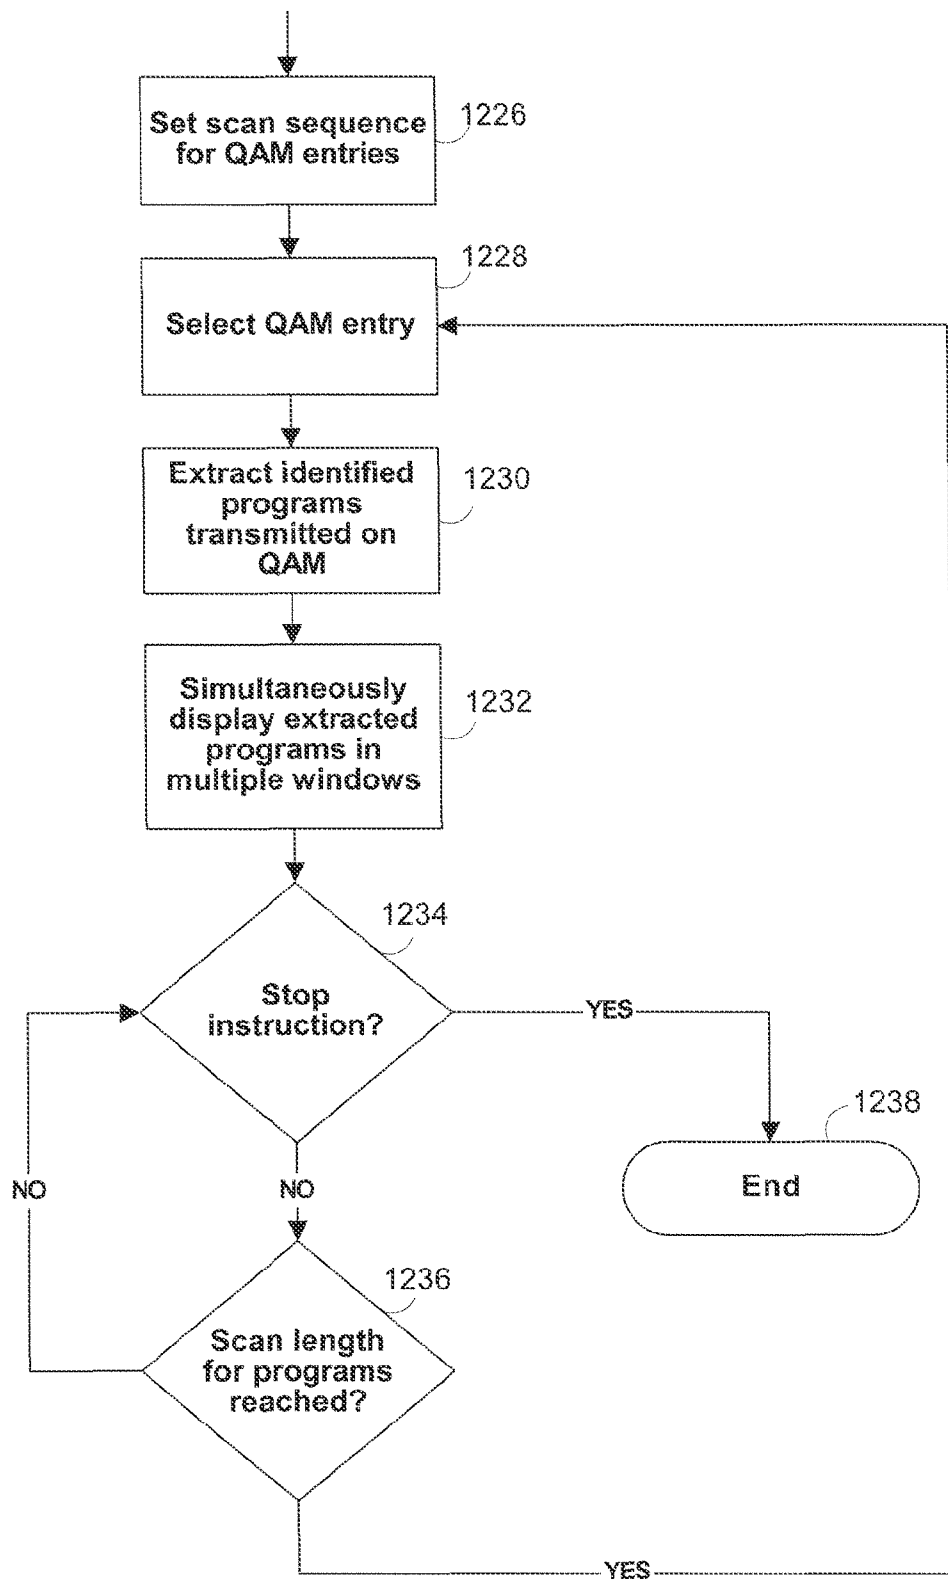 Set scan sequence
for QAM entries
1226
1228
Select QAM entry
Extract identified
programs
transmitted on
QAM
1230
Simultaneously
display extracted
programs in
multiple windows
1232
1234
Stop
instruction?
YES
1238
End
NO
NO
1236
Scan length
for programs
reached?
YES